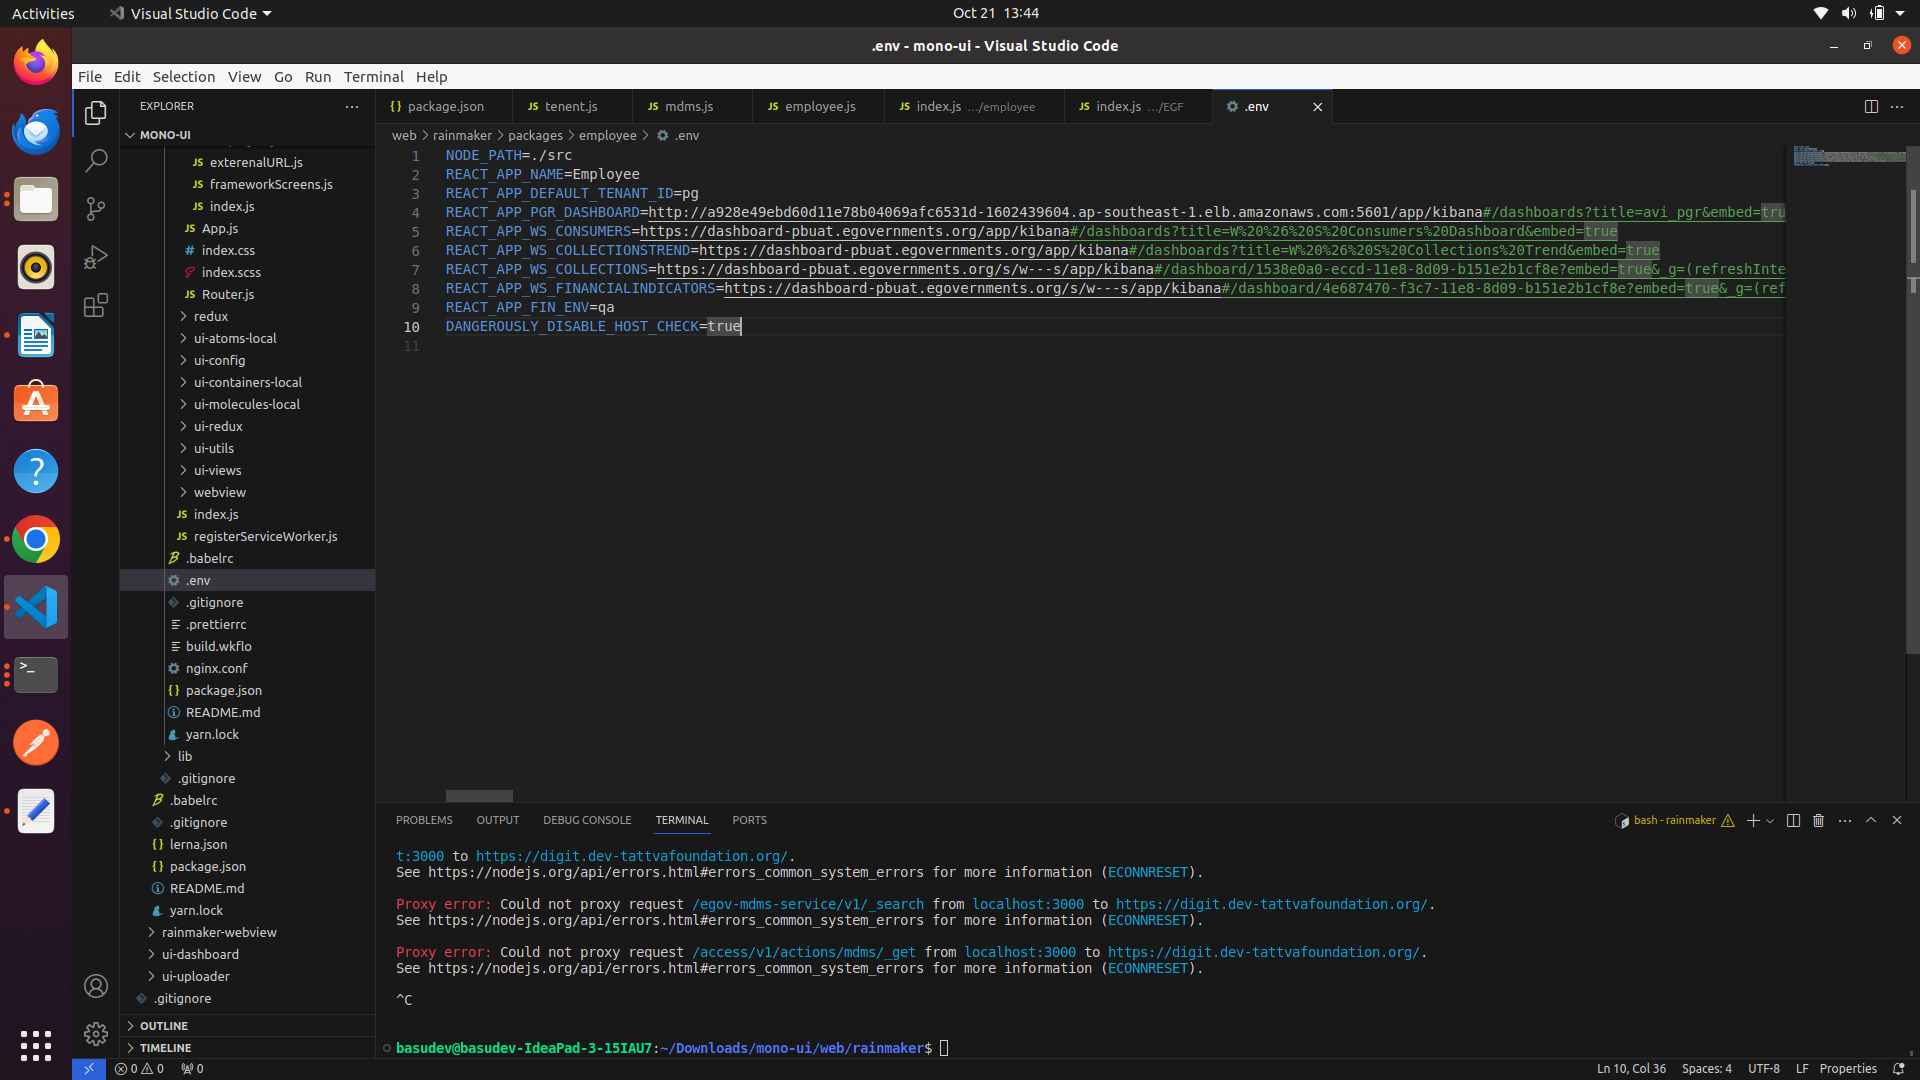 Activities
Visual Studio Code
Oct 21 13:44
.env - mono-ui - Visual Studio Code
File Edit Selection View Go Run Terminal Help
EXPLORER
MONO-UI
JS exterenalURL.js
JS frameworkScreens.js
JS index.js
JS App.js
# index.css
index.scss
JS Router.js
redux
ui-atoms-local
ui-config
ui-containers-local
ui-molecules-local
ui-redux
ui-utils
ui-views
webview
JS index.js
JS registerServiceWorker.js
.babelrc
.env
.gitignore
.prettierrc
build.wkflo
nginx.conf
{} package.json
README.md
yarn.lock
lib
.gitignore
.babelrc
.gitignore
{} lerna.json
{} package.json
README.md
yarn.lock
rainmaker-webview
ui-dashboard
ui-uploader
.gitignore
OUTLINE
TIMELINE
{} package.json JS tenent.js JS mdms.js JS employee.js JS index.js .../employee JS index.js .../EGF .env
web > rainmaker > packages > employee > .env
1 NODE_PATH=./src
2 REACT_APP_NAME=Employee
3 REACT_APP_DEFAULT_TENANT_ID=pg
4 REACT_APP_PGR_DASHBOARD=http://a928e49ebd60d11e78b04069afc6531d-1602439604.ap-southeast-1.elb.amazonaws.com:5601/app/kibana#/dashboards?title=avi_pgr&embed=tru
5 REACT_APP_WS_CONSUMERS=https://dashboard-pbuat.egovernments.org/app/kibana#/dashboards?title=W%20%26%20S%20Consumers%20Dashboard&embed=true
6 REACT_APP_WS_COLLECTIONSTREND=https://dashboard-pbuat.egovernments.org/app/kibana#/dashboards?title=W%20%26%20S%20Collections%20Trend&embed=true
7 REACT_APP_WS_COLLECTIONS=https://dashboard-pbuat.egovernments.org/s/w---s/app/kibana#/dashboard/1538e0a0-eccd-11e8-8d09-b151e2b1cf8e?embed=true&_g=(refreshInte
8 REACT_APP_WS_FINANCIALINDICATORS=https://dashboard-pbuat.egovernments.org/s/w---s/app/kibana#/dashboard/4e687470-f3c7-11e8-8d09-b151e2b1cf8e?embed=true&_g=(ref
9 REACT_APP_FIN_ENV=qa
10 DANGEROUSLY_DISABLE_HOST_CHECK=true
11
PROBLEMS OUTPUT DEBUG CONSOLE TERMINAL PORTS
bash - rainmaker
t:3000 to https://digit.dev-tattvafoundation.org/.
See https://nodejs.org/api/errors.html#errors_common_system_errors for more information (ECONNRESET).
Proxy error: Could not proxy request /egov-mdms-service/v1/_search from localhost:3000 to https://digit.dev-tattvafoundation.org/.
See https://nodejs.org/api/errors.html#errors_common_system_errors for more information (ECONNRESET).
Proxy error: Could not proxy request /access/v1/actions/mdms/_get from localhost:3000 to https://digit.dev-tattvafoundation.org/.
See https://nodejs.org/api/errors.html#errors_common_system_errors for more information (ECONNRESET).
^C
basudev@basudev-IdeaPad-3-15IAU7:~/Downloads/mono-ui/web/rainmaker$
0 0 0
Ln 10, Col 36 Spaces: 4 UTF-8 LF Properties